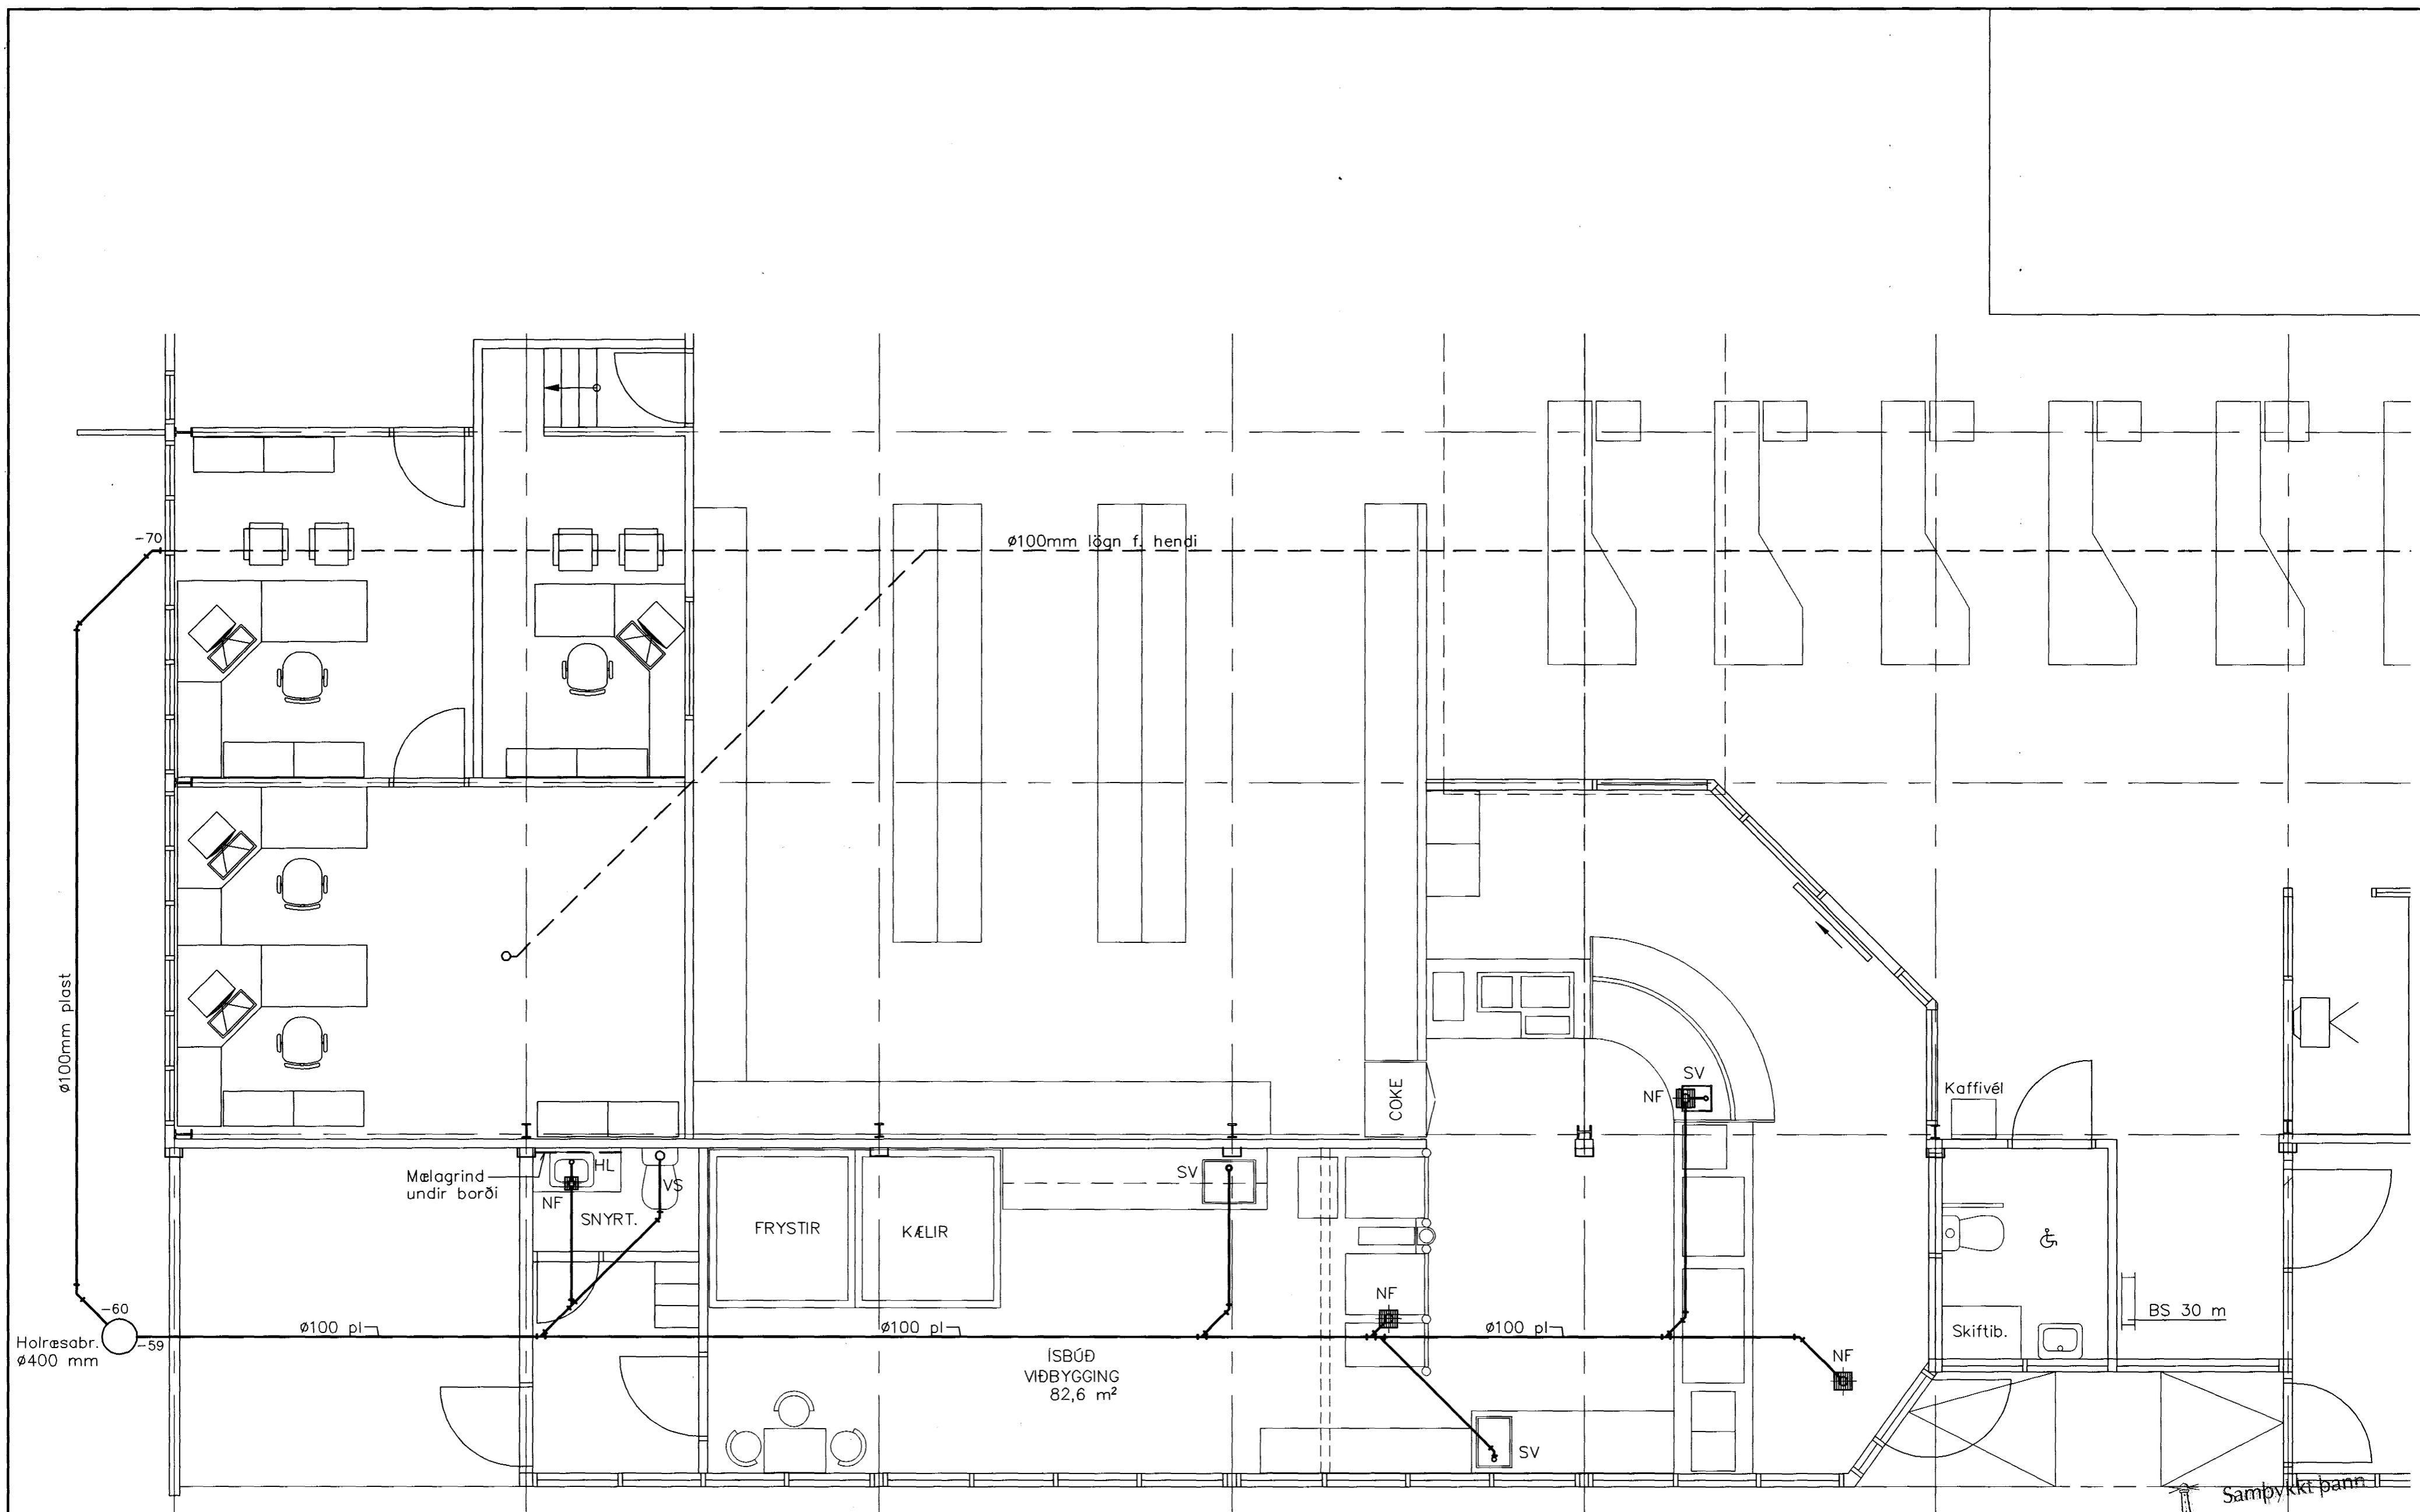 -70
ø100mm lögn f. hendi
ø100mm plast
COKE
SV
NF
Kaffivél
Mælagrind
undir borði
HL
VS
NF
SNYRT.
FRYSTIR
KÆLIR
SV
NF
BS 30 m
Skiftib.
-60
Holræsabr.
ø400 mm
-59
ø100 pl
ø100 pl
ø100 pl
ÍSBÚÐ
VIÐBYGGING
82,6 m²
NF
SV
Samþykkt þann